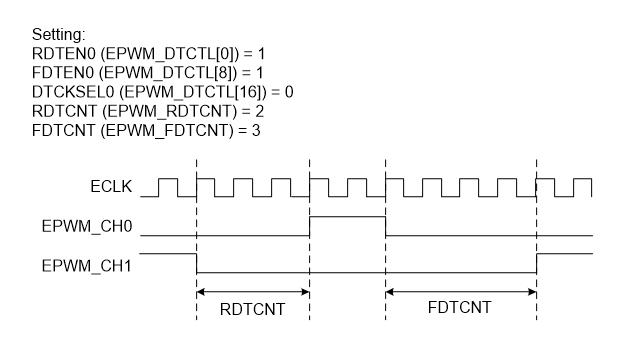 Setting:
RDTEN0 (EPWM_DTCTL[0]) = 1
FDTEN0 (EPWM_DTCTL[8]) = 1
DTCKSEL0 (EPWM_DTCTL[16]) = 0
RDTCNT (EPWM_RDTCNT) = 2
FDTCNT (EPWM_FDTCNT) = 3
ECLK
EPWM_CH0
EPWM_CH1
RDTCNT
FDTCNT